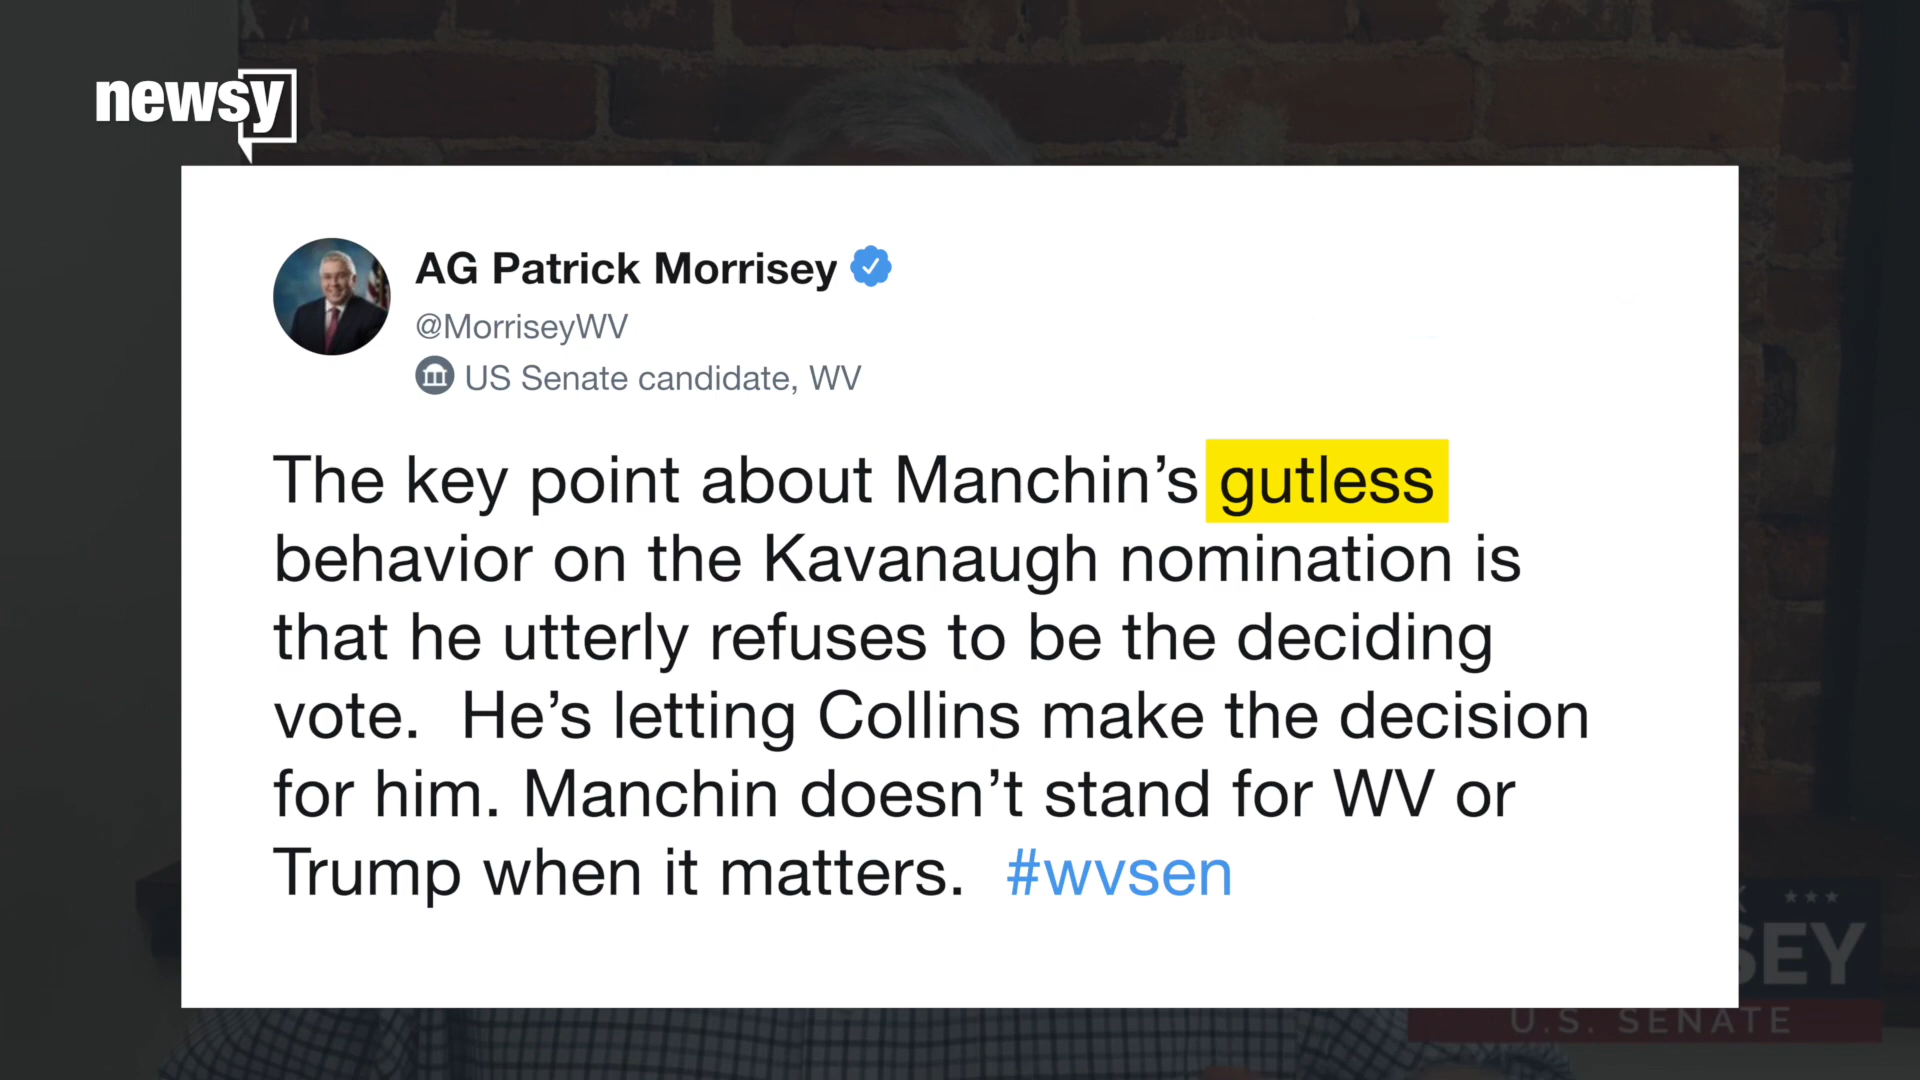 newsy
AG Patrick Morrisey
@MorriseyWV
US Senate candidate, WV
The key point about Manchin’s gutless
behavior on the Kavanaugh nomination is
that he utterly refuses to be the deciding
vote.  He’s letting Collins make the decision
for him. Manchin doesn’t stand for WV or
Trump when it matters.  #wvsen
SEY
U.S. SENATE